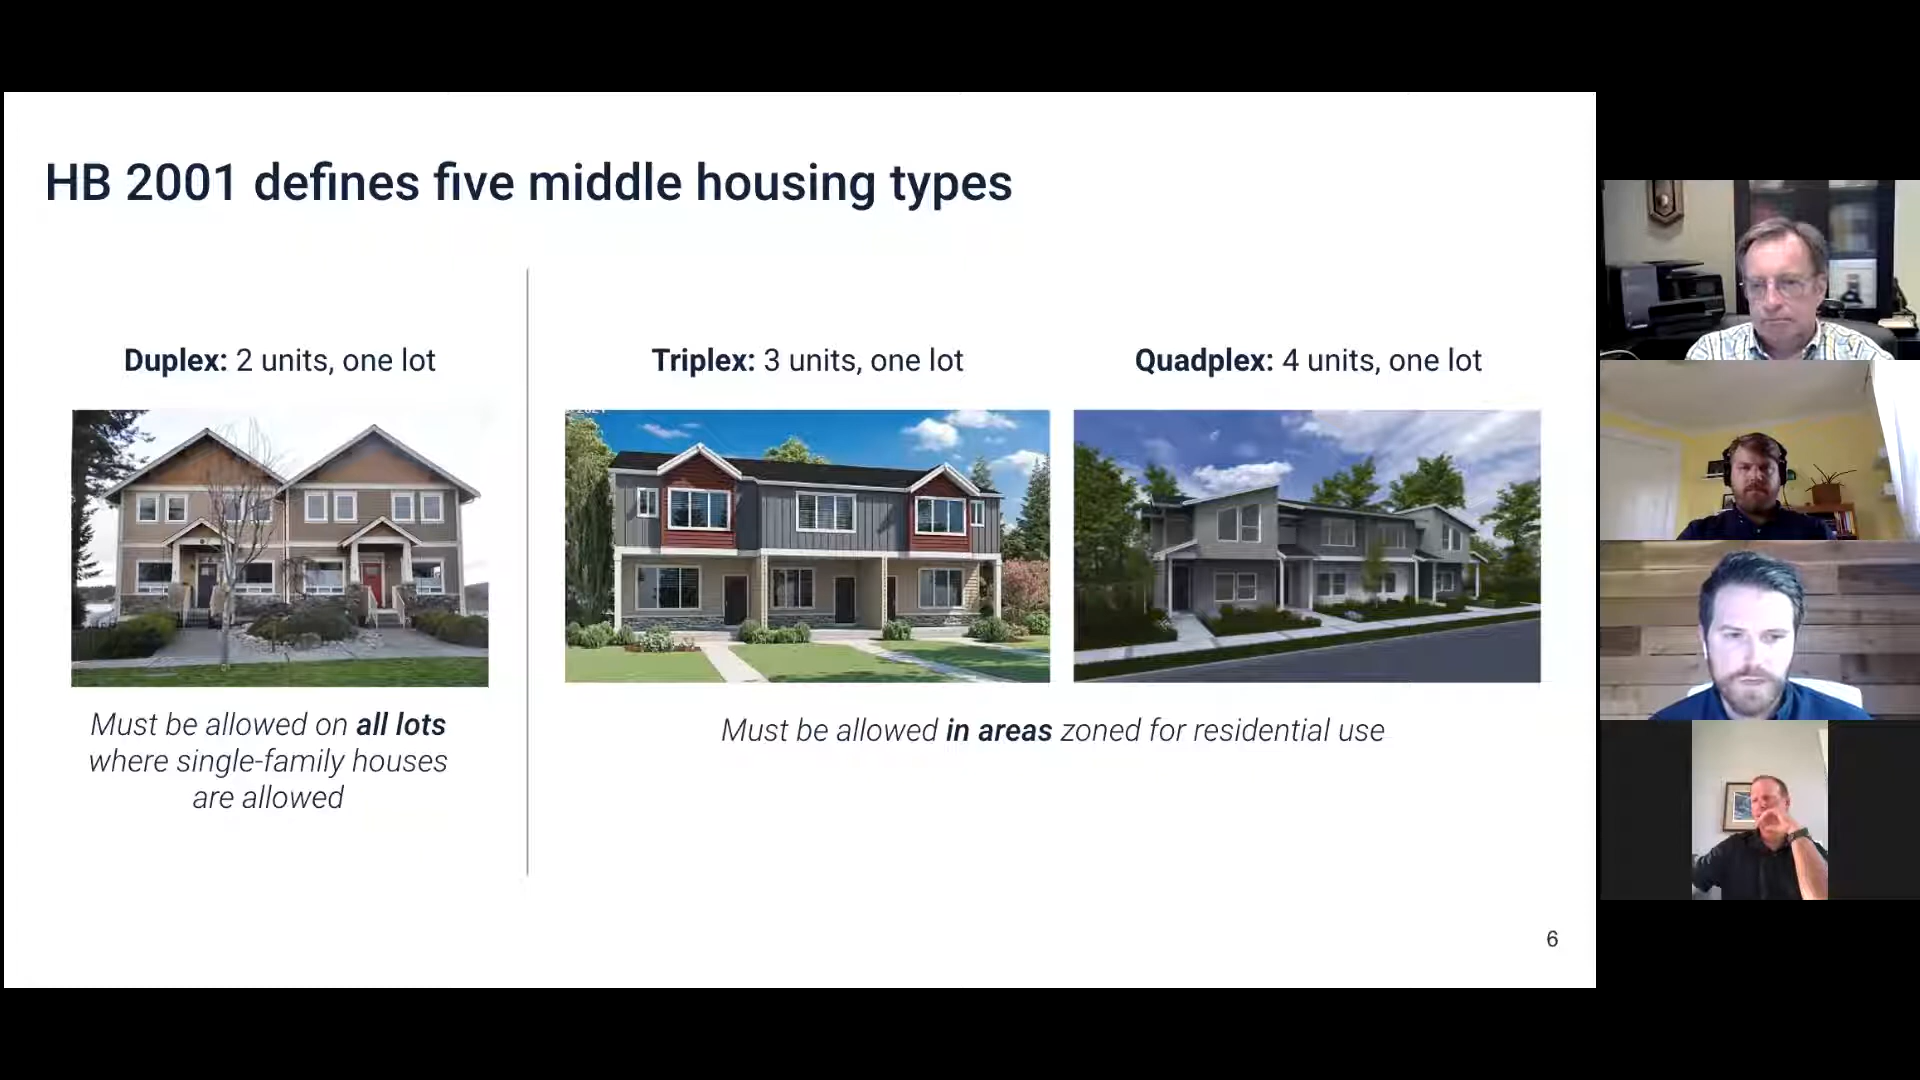 HB 2001 defines five middle housing types
Duplex: 2 units, one lot
Triplex: 3 units, one lot
Quadplex: 4 units, one lot
Must be allowed on all lots
where single-family houses
are allowed
Must be allowed in areas zoned for residential use
6